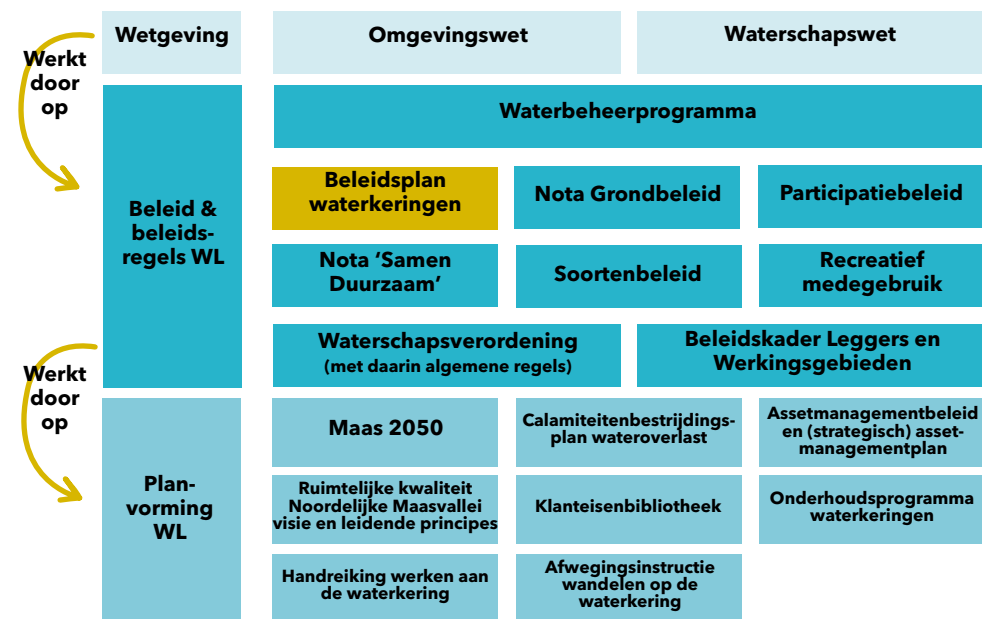 Wetgeving
Omgevingswet
Waterschapswet
Werkt
door
op
Beleid &
beleids-
regels WL
Waterbeheerprogramma
Beleidsplan
waterkeringen
Nota Grondbeleid
Participatiebeleid
Nota ‘Samen
Duurzaam’
Soortenbeleid
Recreatief
medegebruik
Waterschapsverordening
(met daarin algemene regels)
Beleidskader Leggers en
Werkingsgebieden
Werkt
door
op
Plan-
vorming
WL
Maas 2050
Calamiteitenbestrijdings-
plan wateroverlast
Assetmanagementbeleid
en (strategisch) asset-
managementplan
Ruimtelijke kwaliteit
Noordelijke Maasvallei
visie en leidende principes
Klanteisenbibliotheek
Onderhoudsprogramma
waterkeringen
Handreiking werken aan
de waterkering
Afwegingsinstructie
wandelen op de
waterkering